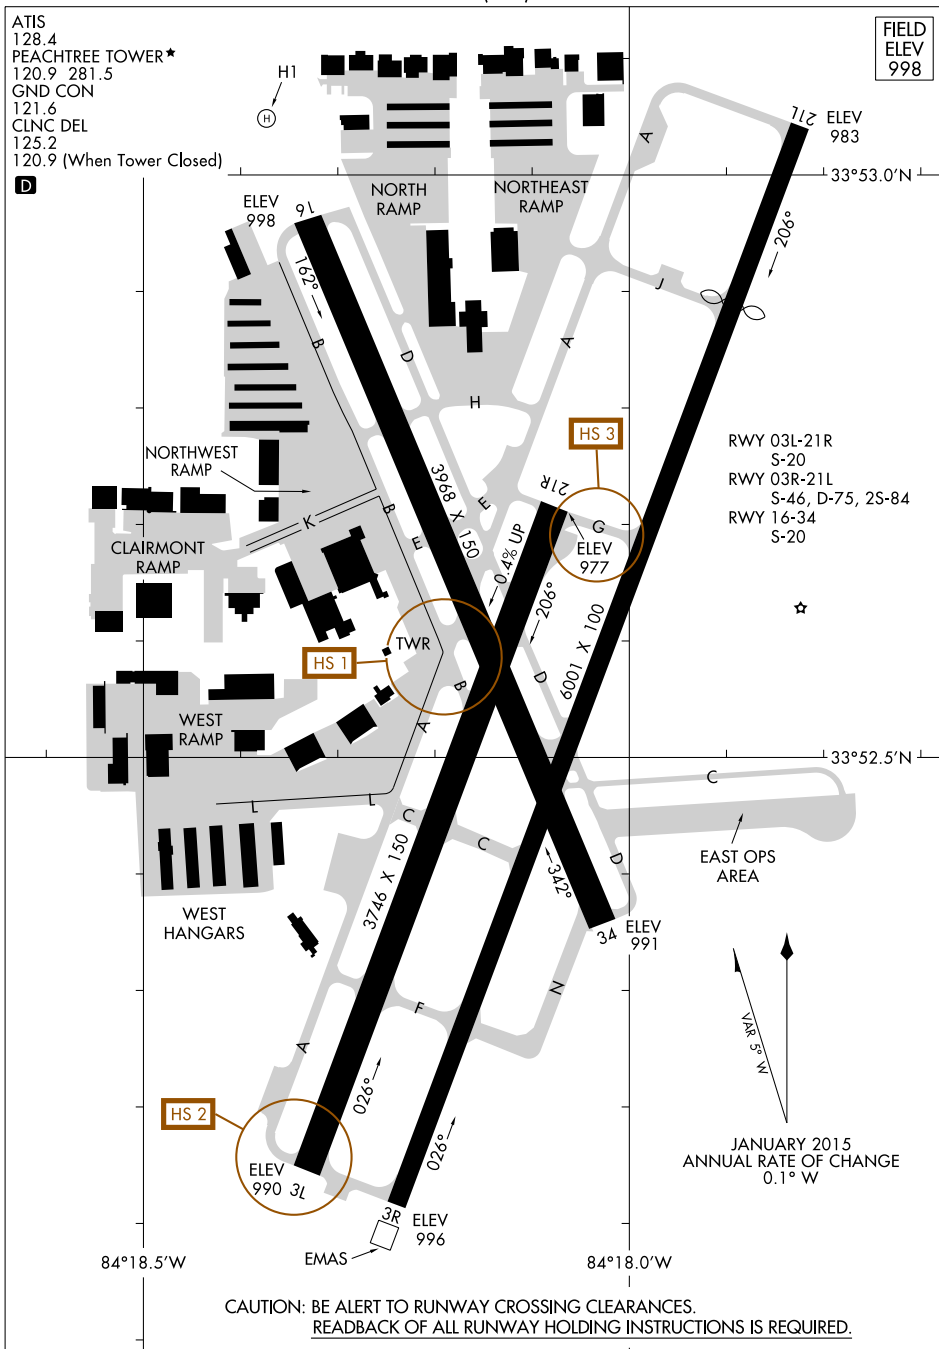 ATIS
128.4
PEACHTREE TOWER★
120.9 281.5
GND CON
121.6
CLNC DEL
125.2
120.9 (When Tower Closed)
D
FIELD
ELEV
998
H1
H
21L
ELEV
983
33°53.0'N
A
NORTH
RAMP
NORTHEAST
RAMP
ELEV
998
16
162°
206°
J
B
D
A
H
HS 3
RWY 03L-21R
S-20
RWY 03R-21L
S-46, D-75, 2S-84
RWY 16-34
S-20
NORTHWEST
RAMP
3968 X 150
21R
E
K
B
G
E
ELEV
977
0.4% UP
206°
CLAIRMONT
RAMP
6001 X 100
TWR
HS 1
B
D
A
WEST
RAMP
33°52.5'N
L
L
C
C
C
3746 X 150
342°
D
EAST OPS
AREA
WEST
HANGARS
34
ELEV
991
N
F
A
VAR 5° W
026°
026°
HS 2
JANUARY 2015
ANNUAL RATE OF CHANGE
0.1° W
ELEV
990 3L
3R
ELEV
996
EMAS
84°18.5'W
84°18.0'W
CAUTION: BE ALERT TO RUNWAY CROSSING CLEARANCES.
READBACK OF ALL RUNWAY HOLDING INSTRUCTIONS IS REQUIRED.